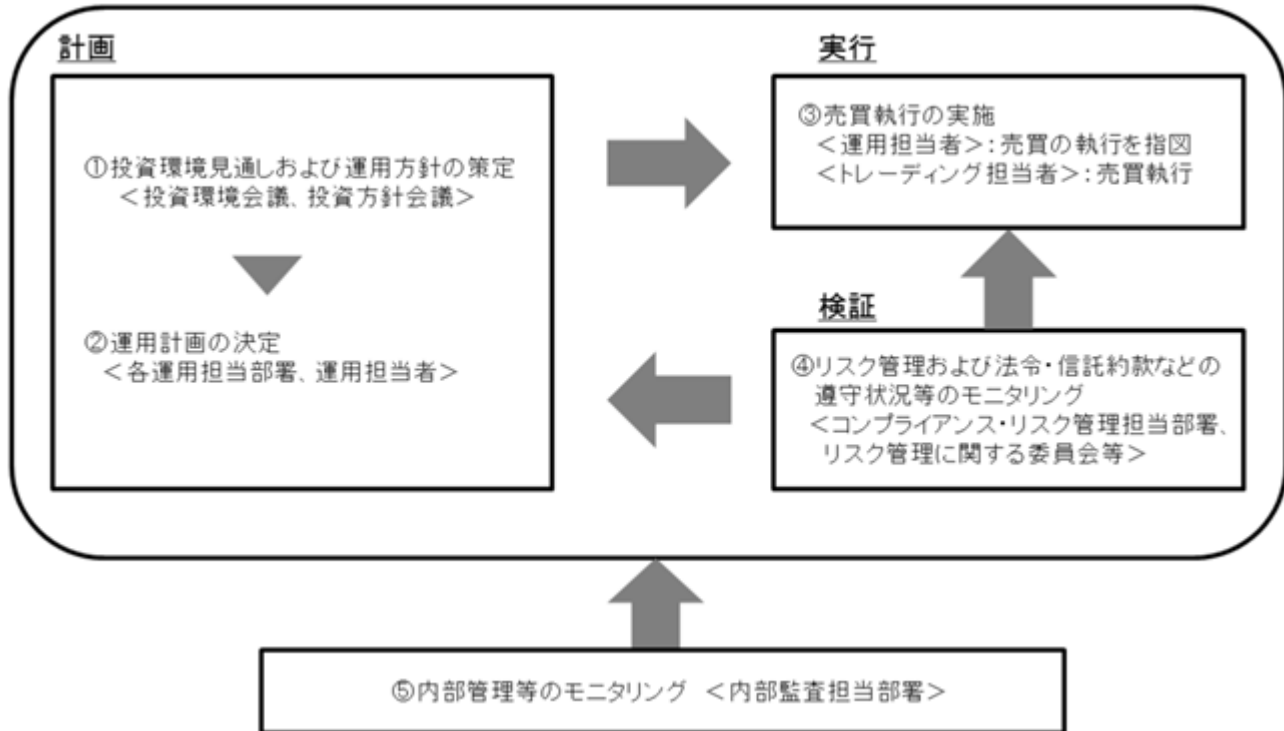 計画
①投資環境見通しおよび運用方針の策定
＜投資環境会議、投資方針会議＞
②運用計画の決定
＜各運用担当部署、運用担当者＞
実行
③売買執行の実施
＜運用担当者＞：売買の執行を指図
＜トレーディング担当者＞：売買執行
検証
④リスク管理および法令・信託約款などの
遵守状況等のモニタリング
＜コンプライアンス・リスク管理担当部署、
リスク管理に関する委員会等＞
⑤内部管理等のモニタリング ＜内部監査担当部署＞